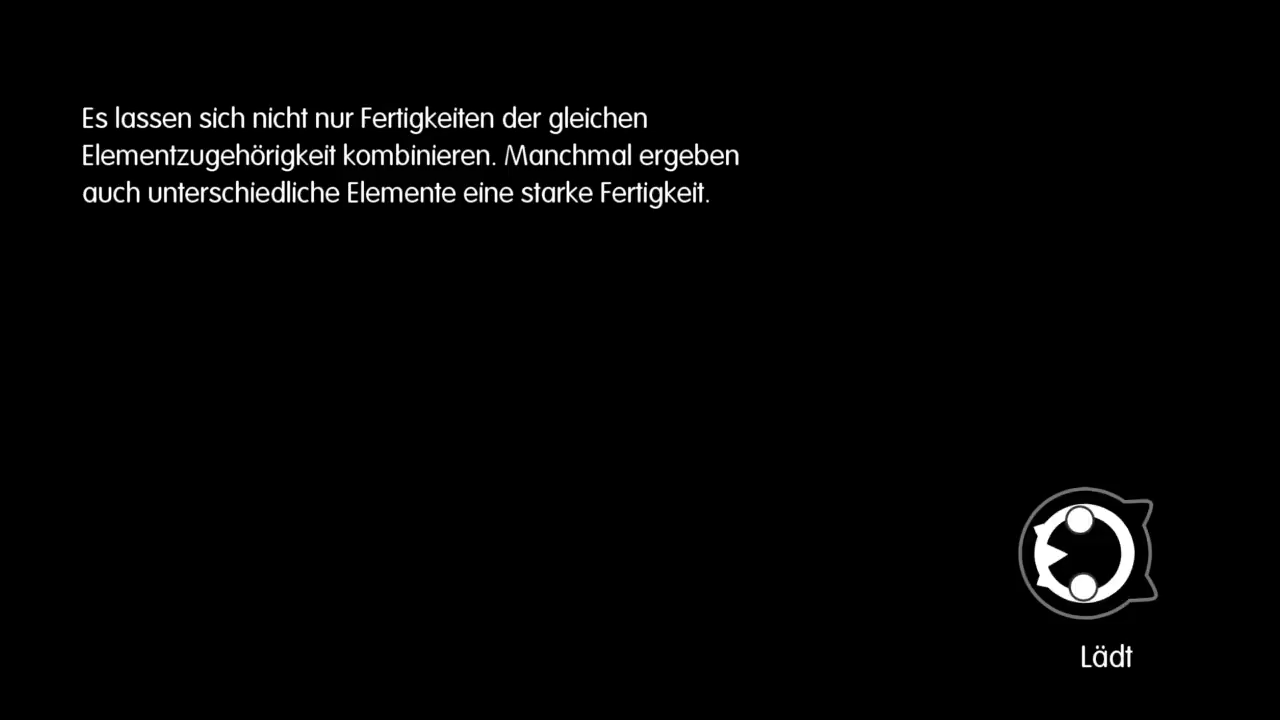 Es lassen sich nicht nur Fertigkeiten der gleichen
Elementzugehörigkeit kombinieren. Manchmal ergeben
auch unterschiedliche Elemente eine starke Fertigkeit.
Lädt